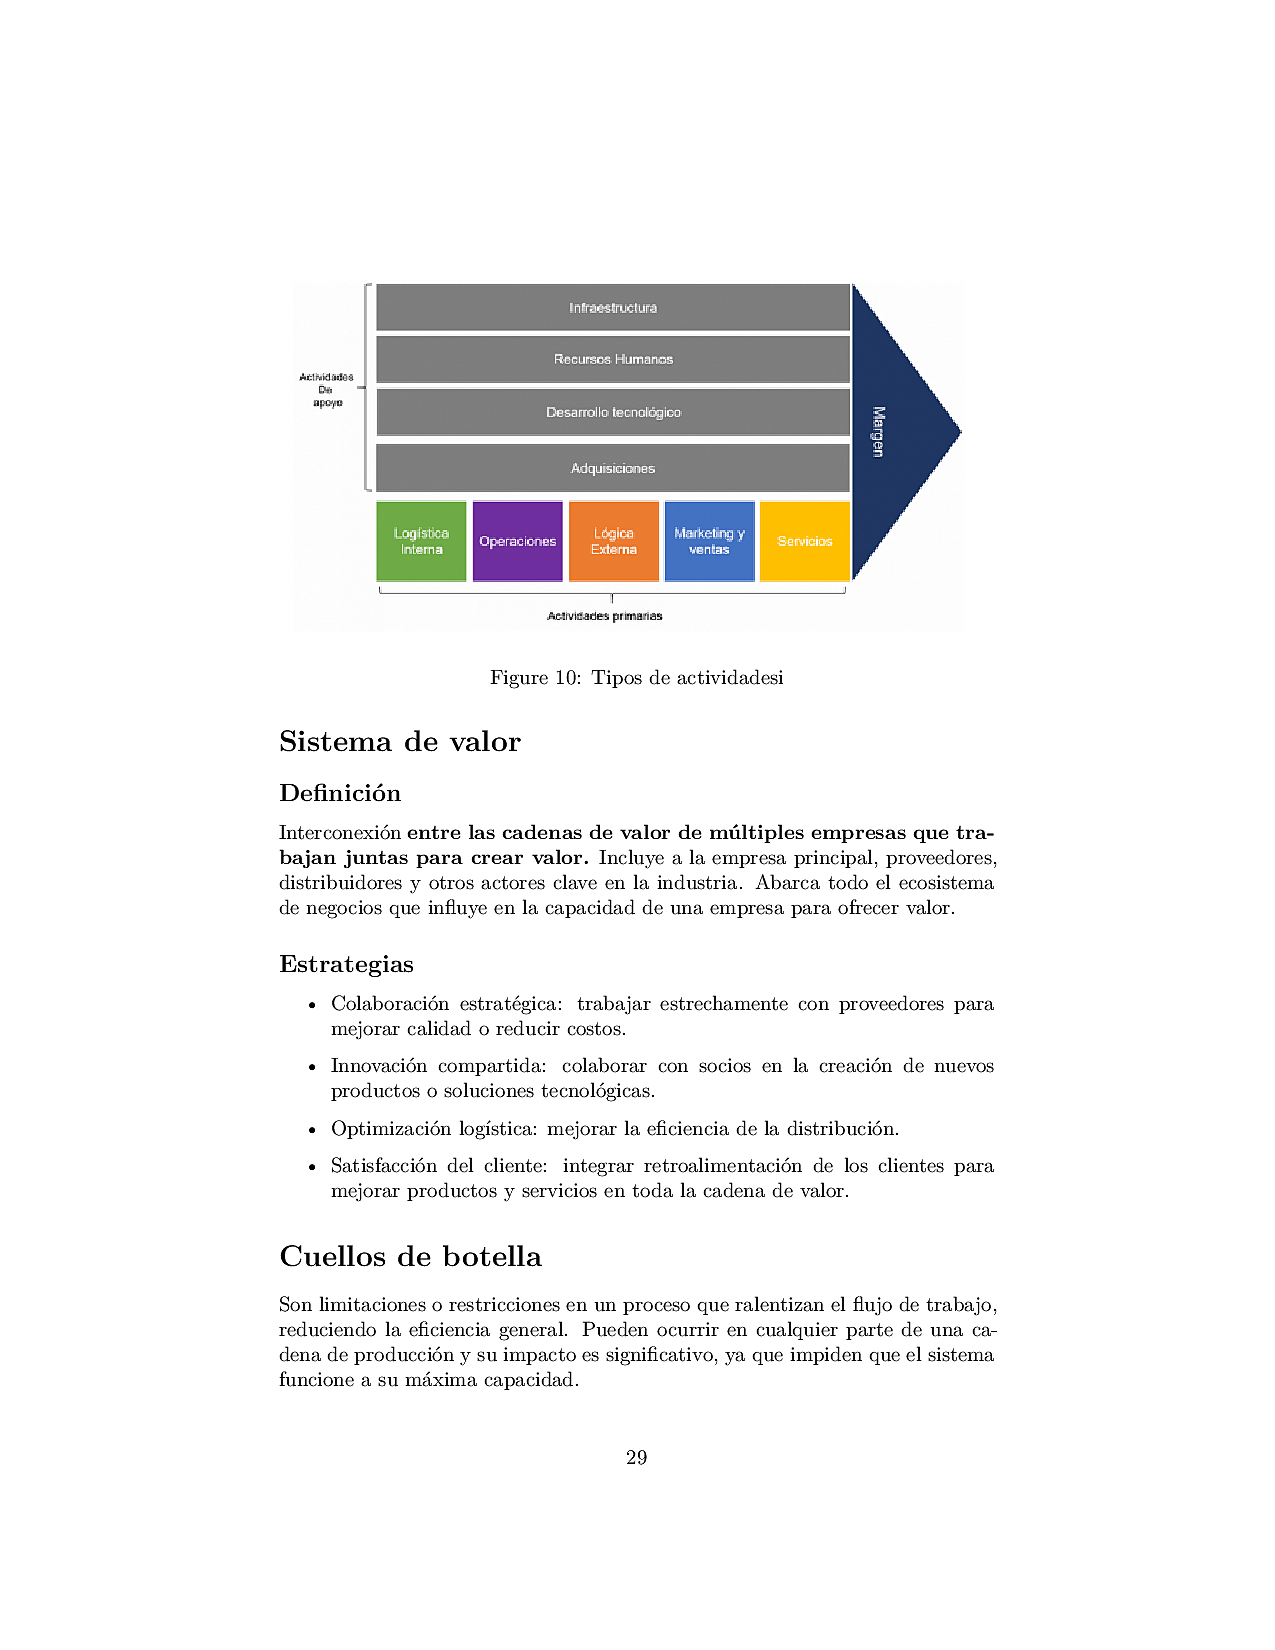 Infraestructura
Recursos Humanos
Actividades
De
apoyo
Desarrollo tecnológico
Margen
Adquisiciones
Logística
Interna
Operaciones
Lógica
Externa
Marketing y
ventas
Servicios
Actividades primarias
Figure 10: Tipos de actividadesi
Sistema de valor
Definición
Interconexión entre las cadenas de valor de múltiples empresas que tra-
bajan juntas para crear valor. Incluye a la empresa principal, proveedores,
distribuidores y otros actores clave en la industria. Abarca todo el ecosistema
de negocios que influye en la capacidad de una empresa para ofrecer valor.
Estrategias
• Colaboración estratégica: trabajar estrechamente con proveedores para
mejorar calidad o reducir costos.
• Innovación compartida: colaborar con socios en la creación de nuevos
productos o soluciones tecnológicas.
• Optimización logística: mejorar la eficiencia de la distribución.
• Satisfacción del cliente: integrar retroalimentación de los clientes para
mejorar productos y servicios en toda la cadena de valor.
Cuellos de botella
Son limitaciones o restricciones en un proceso que ralentizan el flujo de trabajo,
reduciendo la eficiencia general. Pueden ocurrir en cualquier parte de una ca-
dena de producción y su impacto es significativo, ya que impiden que el sistema
funcione a su máxima capacidad.
29